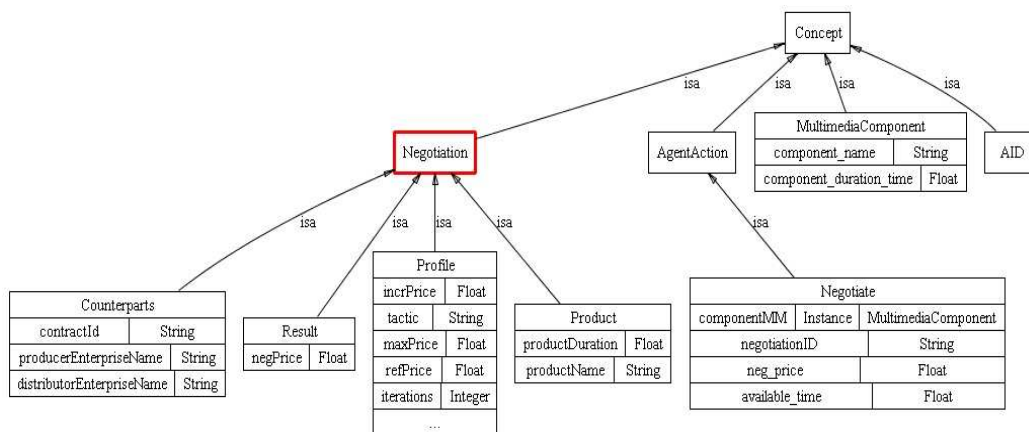 Concept
isa
isa
isa
isa
Negotiation
AgentAction
MultimediaComponent
component_name String
component_duration_time Float
AID
isa
isa
isa
isa
isa
Counterparts
contractId String
producerEnterpriseName String
distributorEnterpriseName String
Result
negPrice Float
Profile
incrPrice Float
tactic String
maxPrice Float
refPrice Float
iterations Integer
...
Product
productDuration Float
productName String
Negotiate
componentMM Instance MultimediaComponent
negotiationID String
neg_price Float
available_time Float